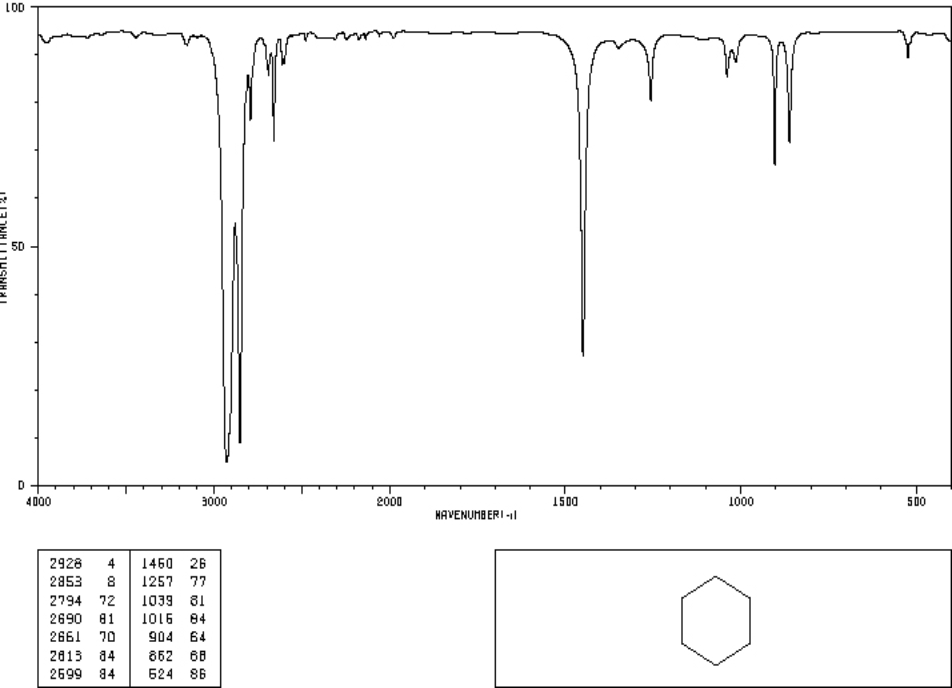 100
TRANSMITTANCE[%]
50
0
4000 3000 2000 1500 1000 500
WAVENUMBER[-1]
2928 4 1450 26
2853 8 1257 77
2794 72 1039 81
2690 81 1016 84
2661 70 904 64
2613 84 862 68
2599 84 524 86